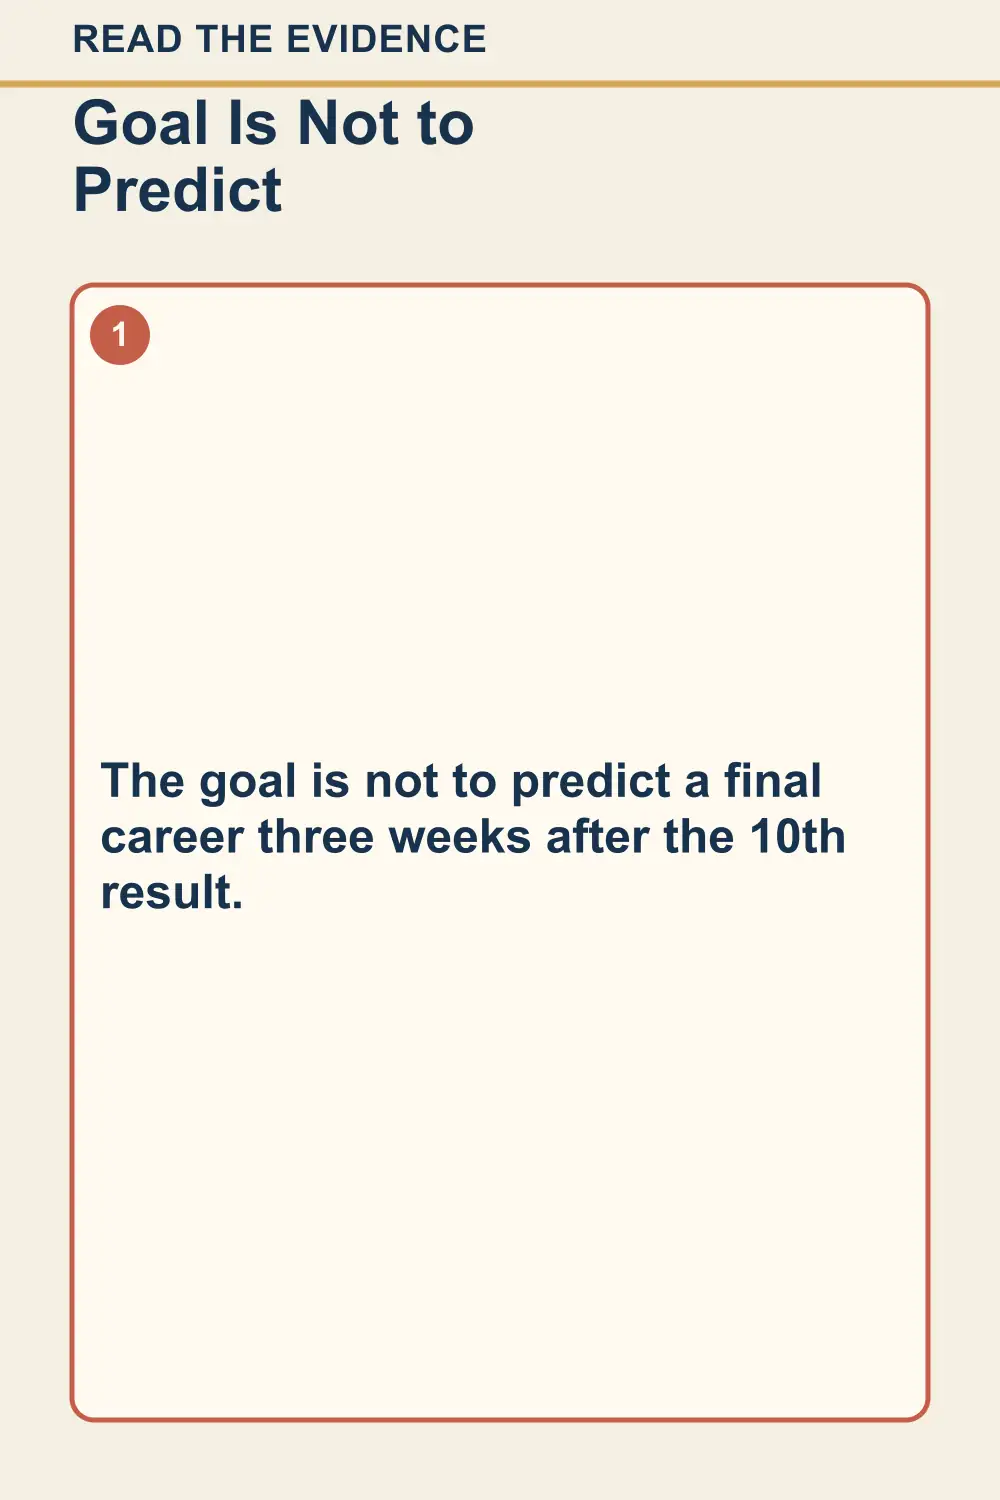 READ THE EVIDENCE
Goal Is Not to
Predict
1
The goal is not to predict a final
career three weeks after the 10th
result.